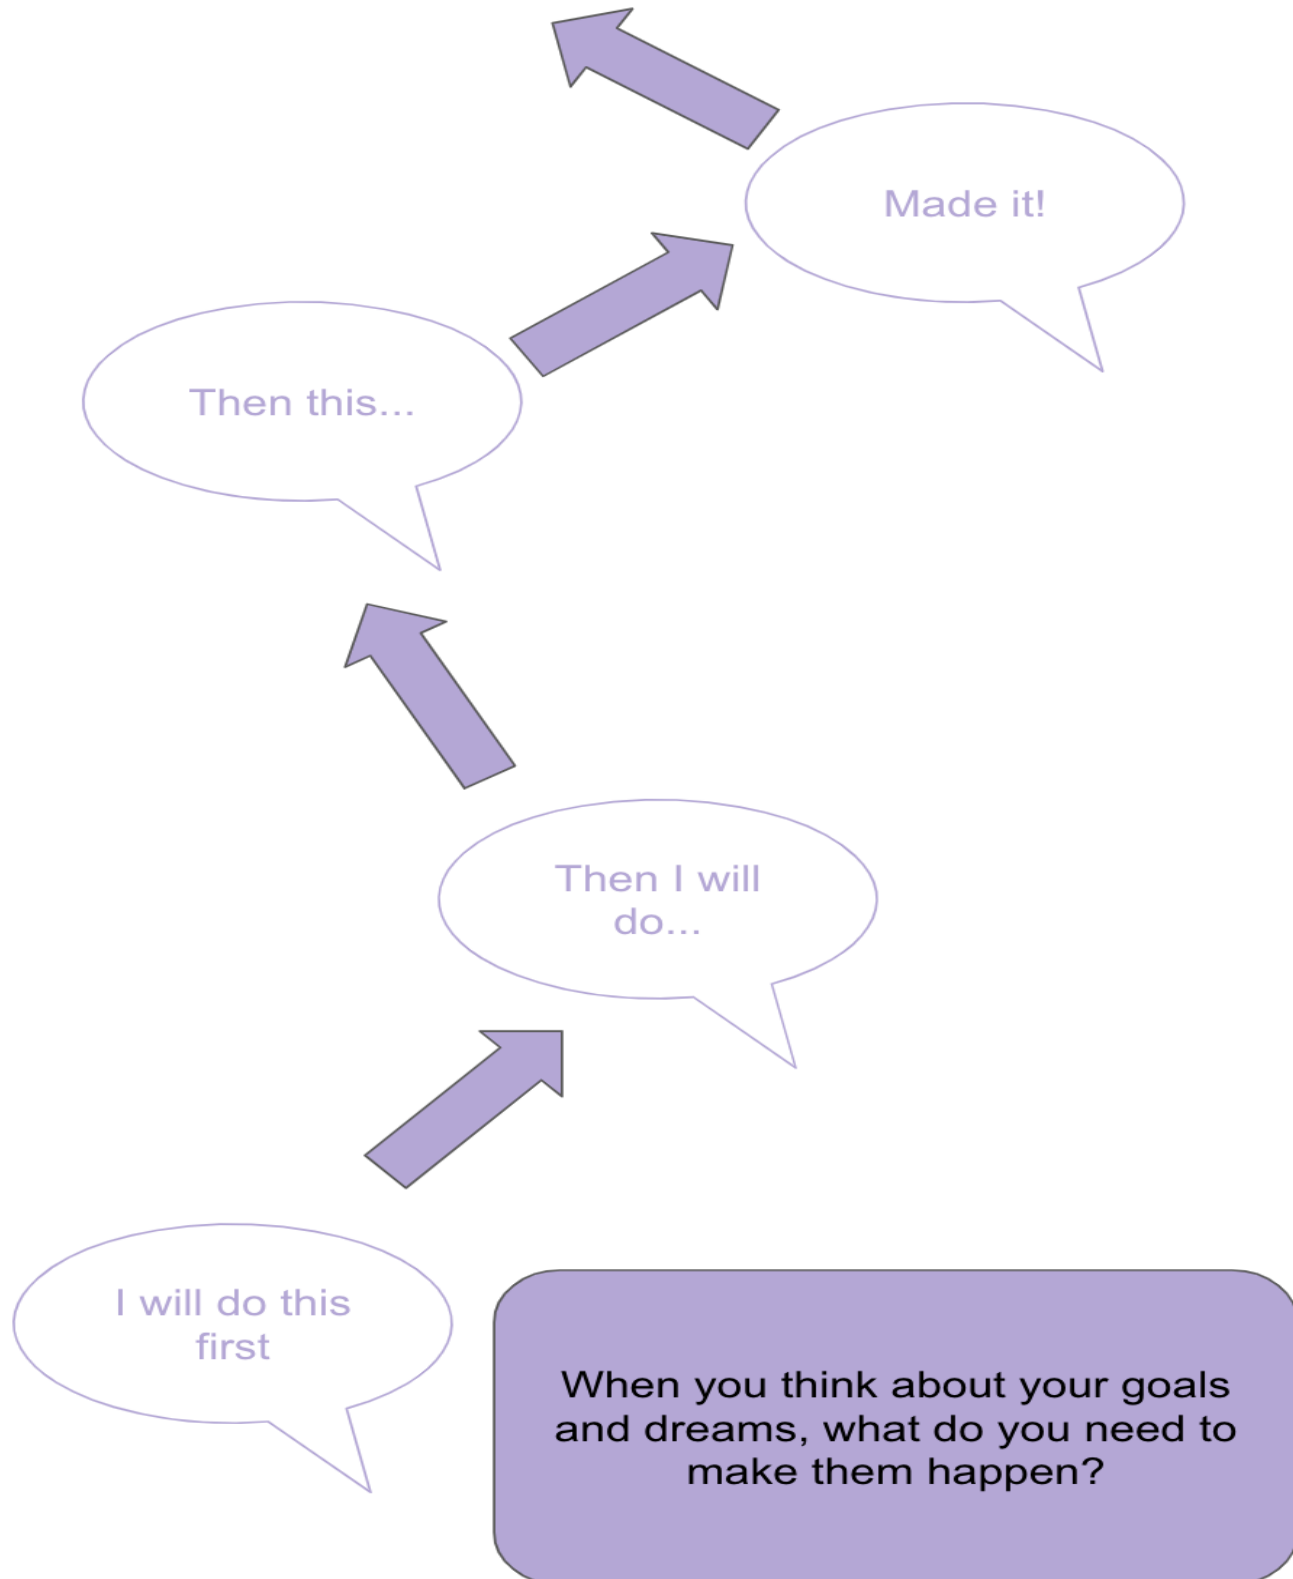 Made it!
Then this...
Then I will
do...
I will do this
first
When you think about your goals
and dreams, what do you need to
make them happen?